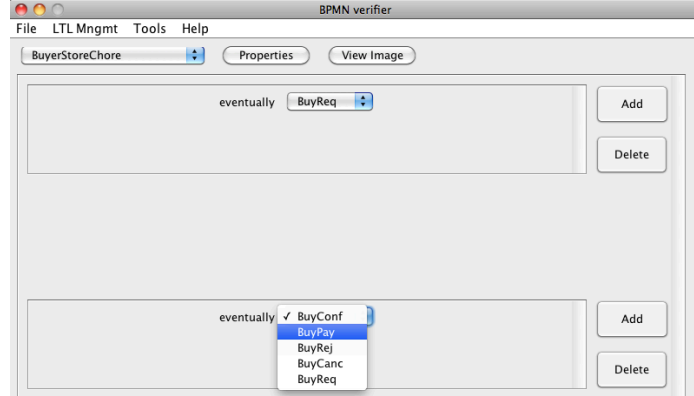 BPMN verifier
File LTL Mngmt Tools Help
BuyerStoreChore Properties View Image
eventually BuyReq Add
Delete
eventually ✓ BuyConf Add
BuyPay
BuyRej
BuyCanc Delete
BuyReq